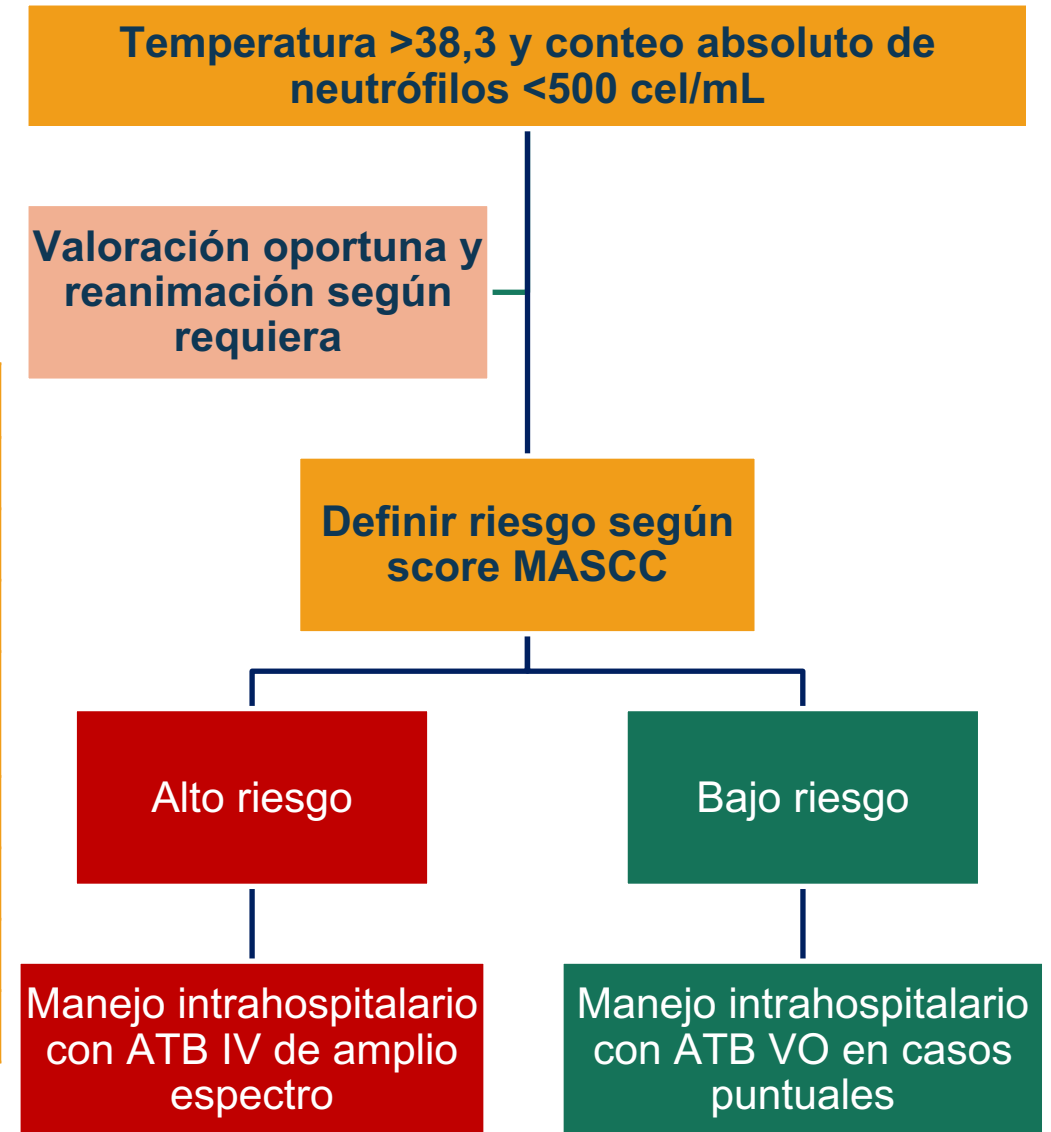 Temperatura >38,3 y conteo absoluto de
neutrófilos <500 cel/mL
Valoración oportuna y
reanimación según
requiera
Definir riesgo según
score MASCC
Alto riesgo
Bajo riesgo
Manejo intrahospitalario
con ATB IV de amplio
espectro
Manejo intrahospitalario
con ATB VO en casos
puntuales